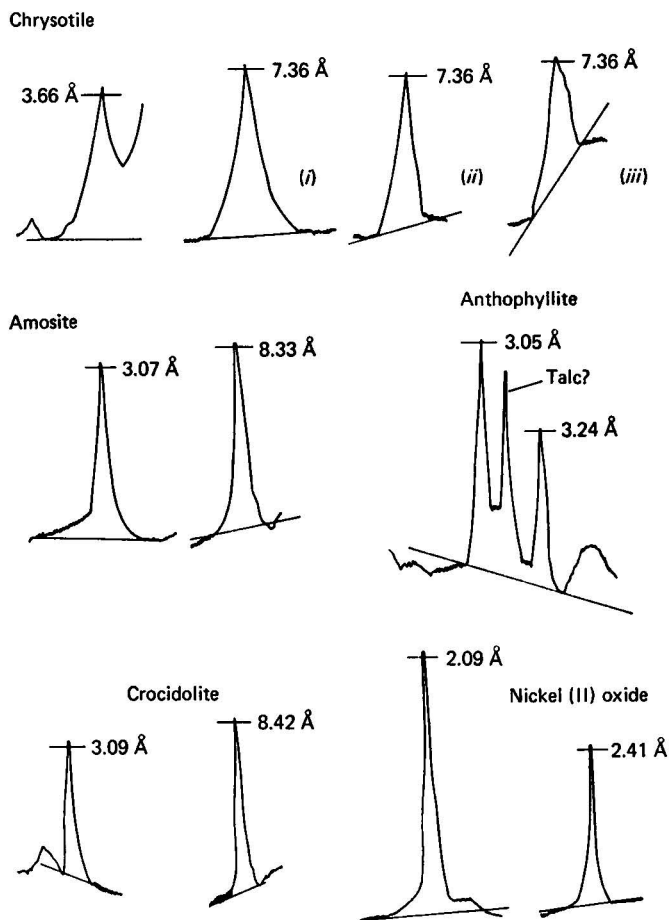 Chrysotile
3.66 Å
7.36 Å
(i)
7.36 Å
(ii)
7.36 Å
(iii)
Amosite
3.07 Å
8.33 Å
Anthophyllite
3.05 Å
Talc?
3.24 Å
Crocidolite
3.09 Å
8.42 Å
Nickel (II) oxide
2.09 Å
2.41 Å